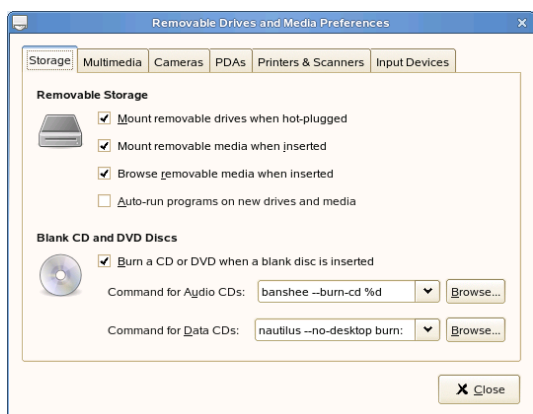 Removable Drives and Media Preferences
Storage Multimedia Cameras PDAs Printers & Scanners Input Devices
Removable Storage
Mount removable drives when hot-plugged
Mount removable media when inserted
Browse removable media when inserted
Auto-run programs on new drives and media
Blank CD and DVD Discs
Burn a CD or DVD when a blank disc is inserted
Command for Audio CDs: banshee --burn-cd %d Browse...
Command for Data CDs: nautilus --no-desktop burn: Browse...
Close